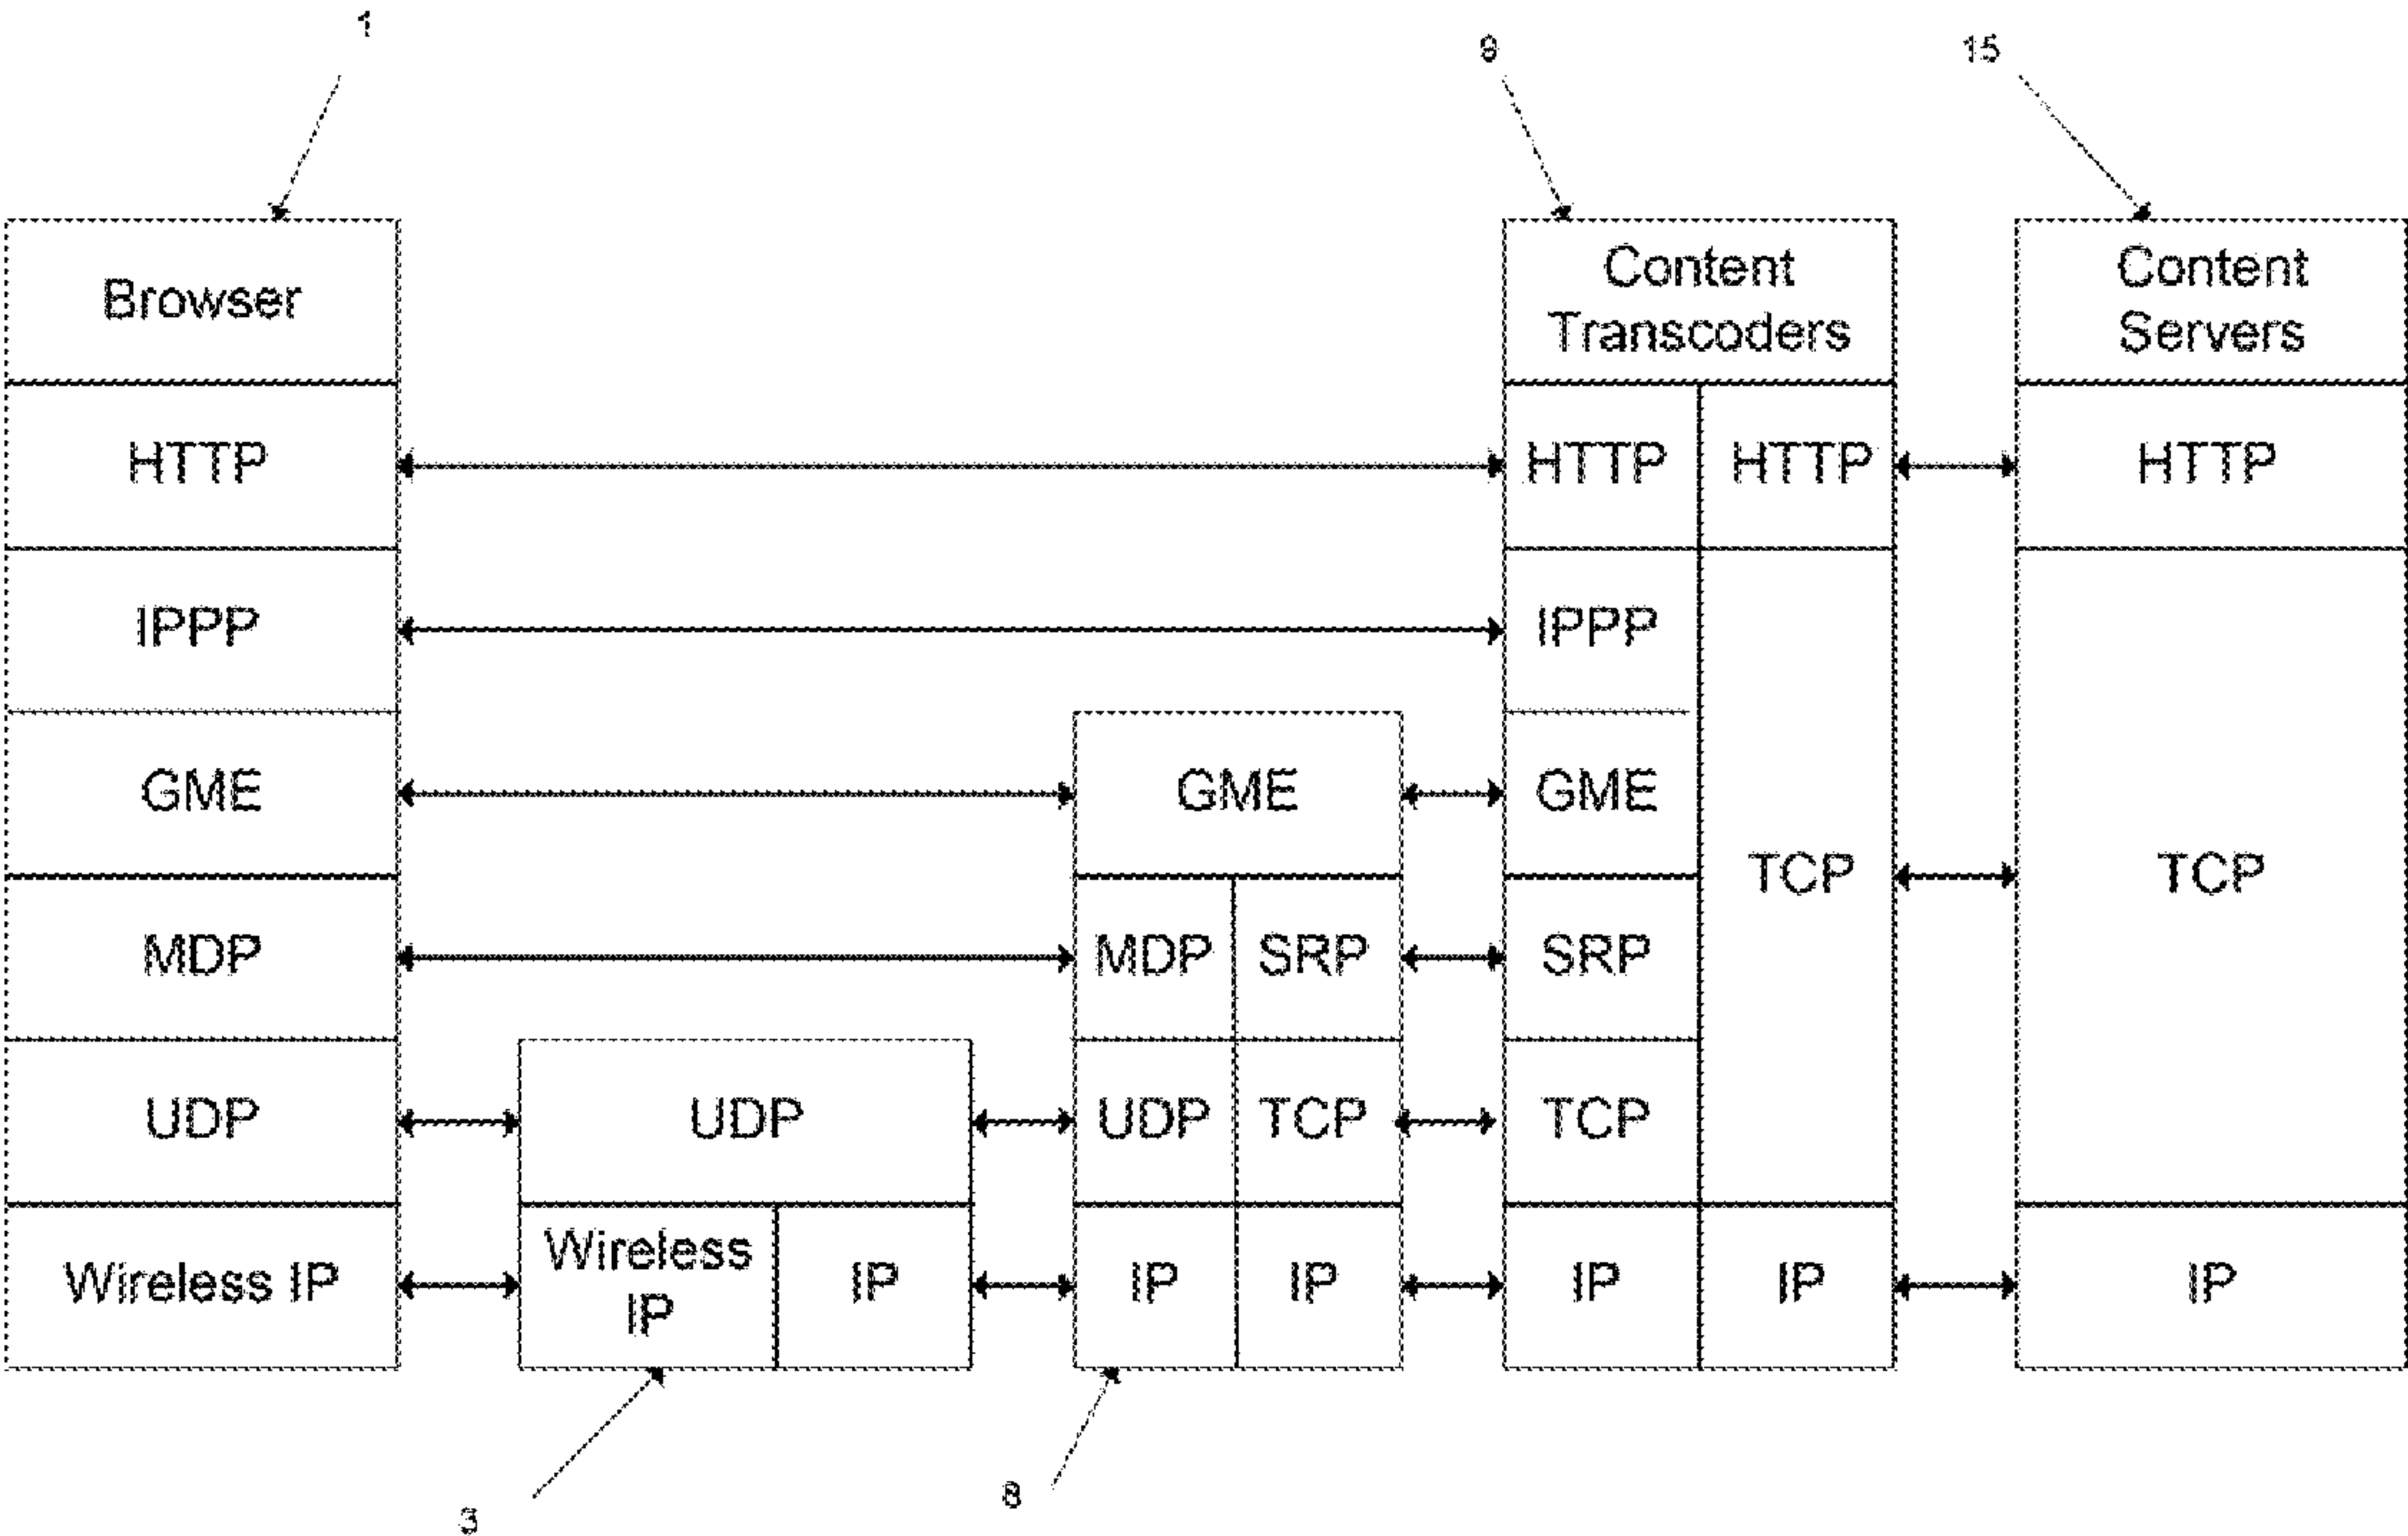 1
9
15
Browser
Content
Transcoders
Content
Servers
HTTP
HTTP
HTTP
HTTP
IPPP
IPPP
GME
GME
GME
TCP
TCP
MDP
MDP
SRP
SRP
UDP
UDP
UDP
TCP
TCP
Wireless IP
Wireless
IP
IP
IP
IP
IP
IP
IP
3
8